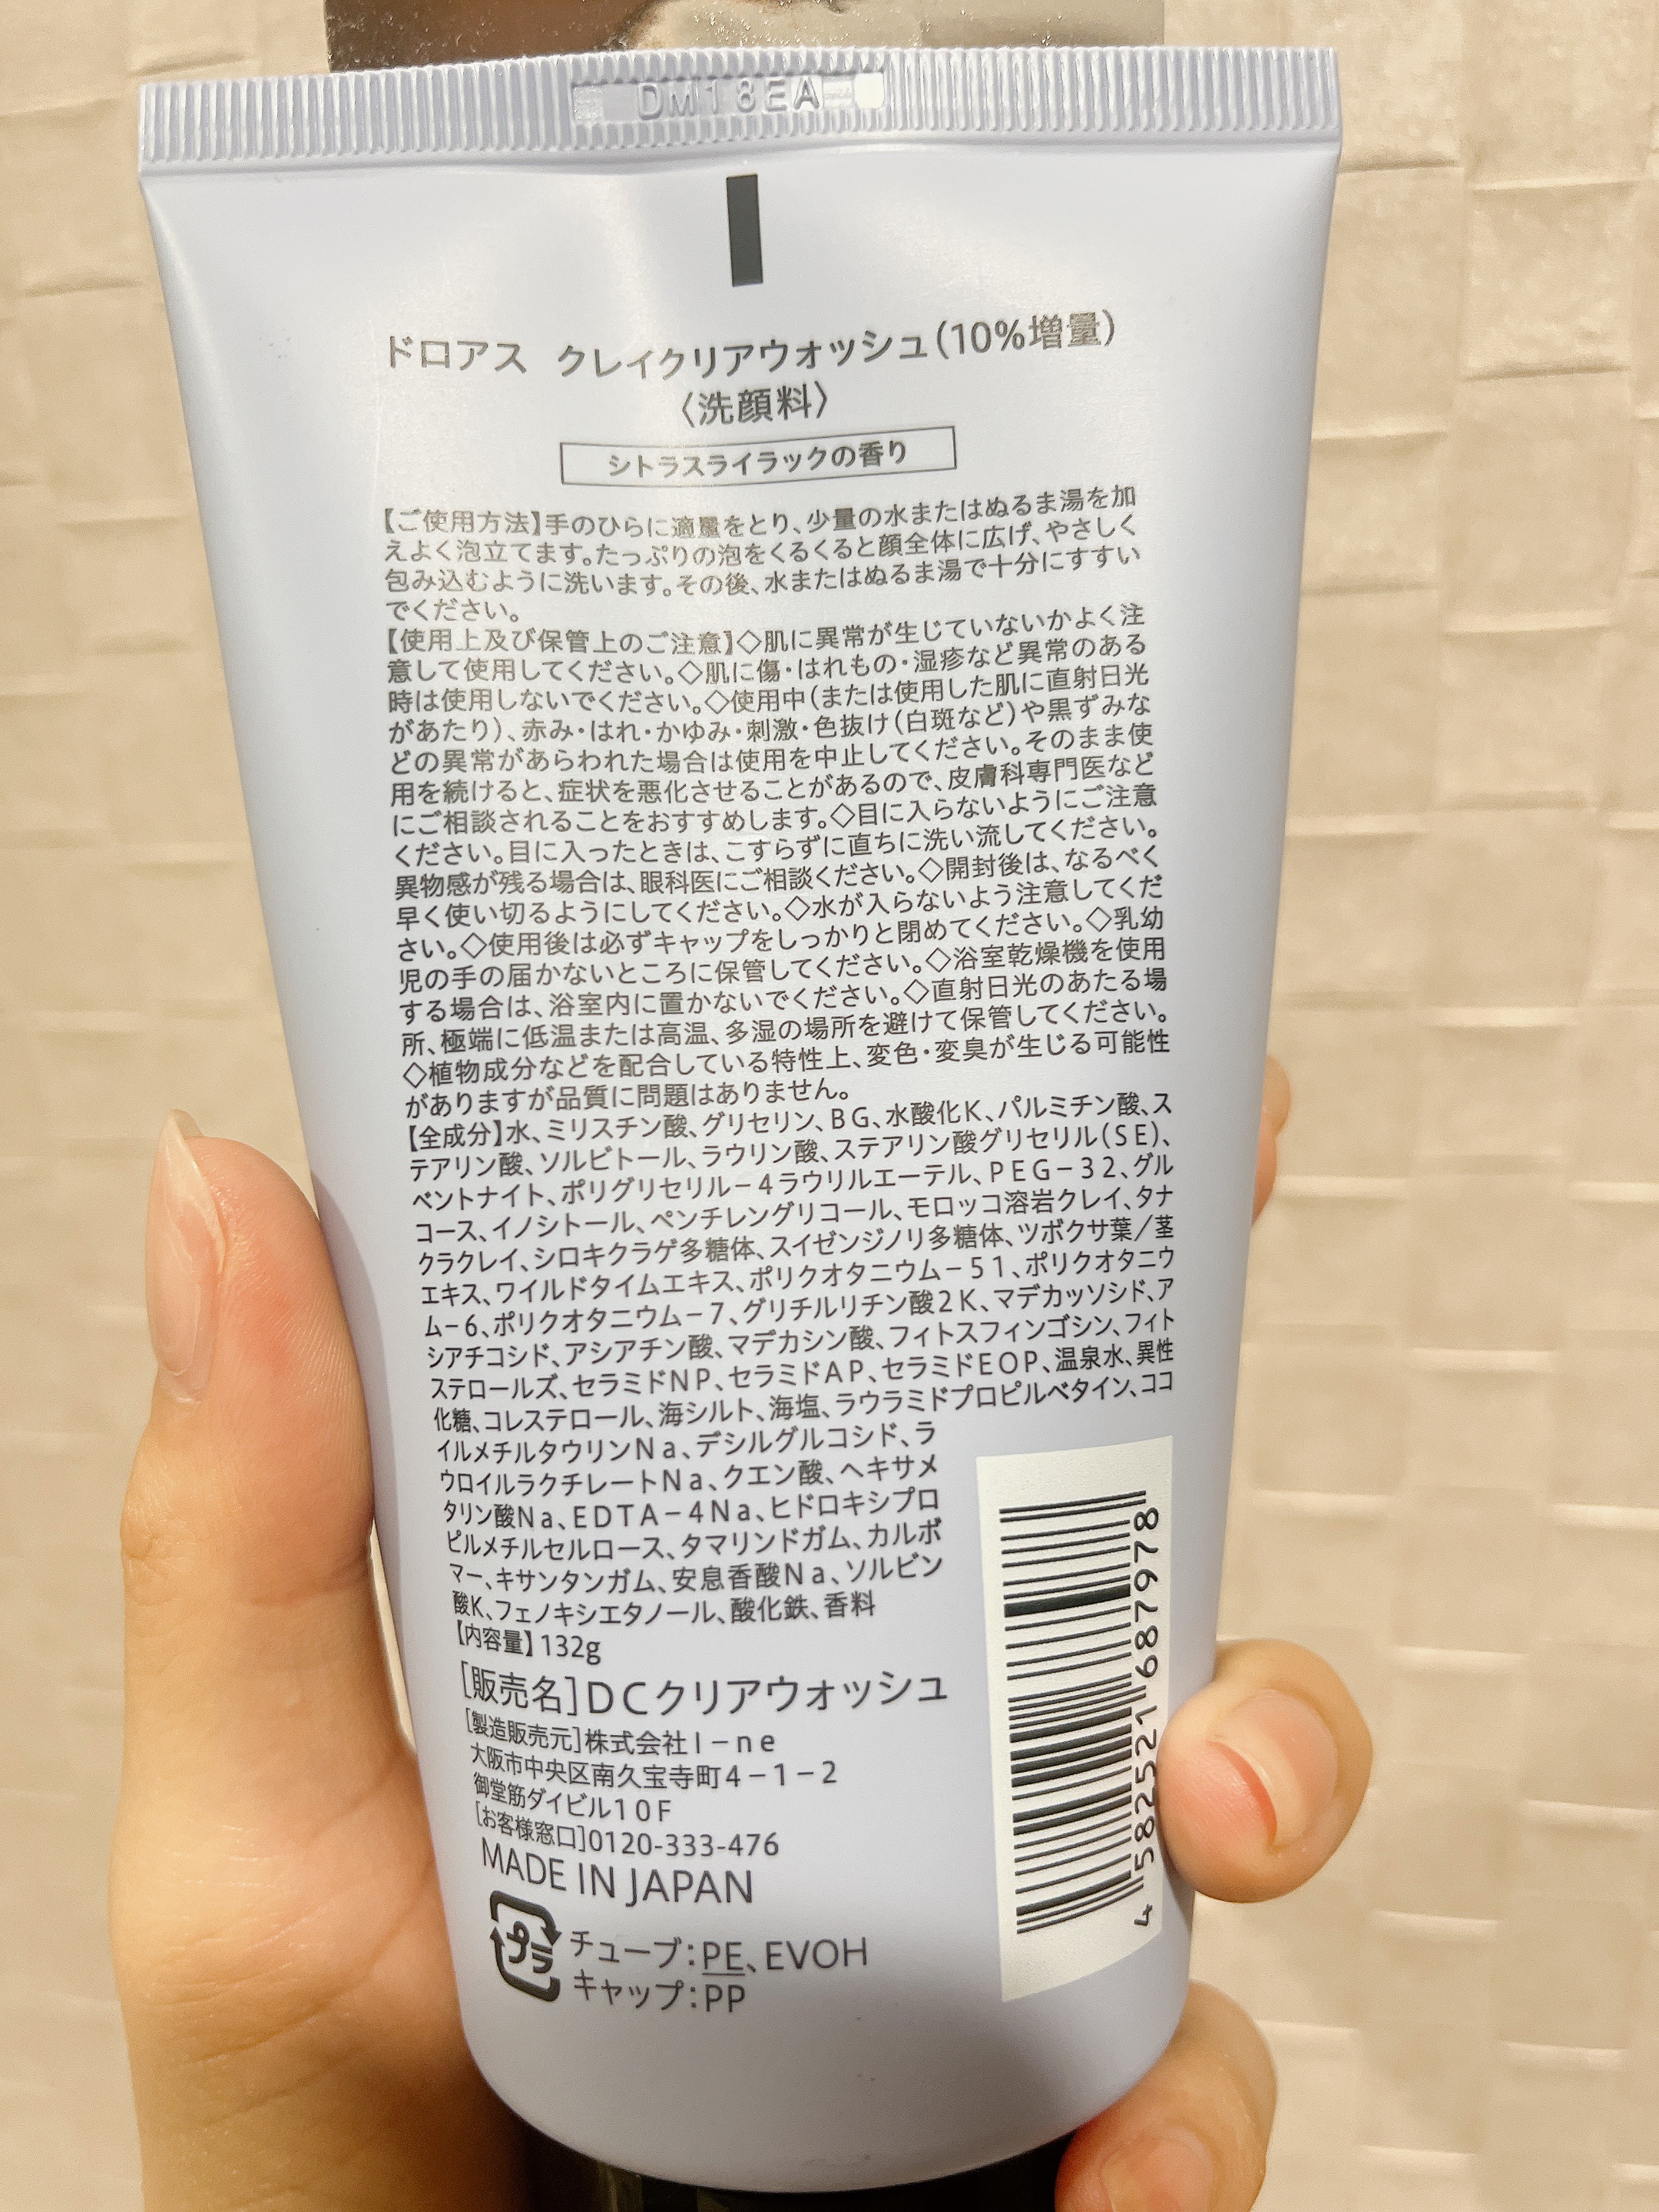 DM18EA
ドロアス クレイクリアウォッシュ(10%増量)
〈洗顔料〉
シトラスライラックの香り
【ご使用方法】手のひらに適量をとり、少量の水またはぬるま湯を加
えよく泡立てます。たっぷりの泡をくるくると顔全体に広げ、やさしく
包み込むように洗います。その後、水またはぬるま湯で十分にすすい
でください。
【使用上及び保管上のご注意】◇肌に異常が生じていないかよく注
意して使用してください。◇肌に傷・はれもの・湿疹など異常のある
時は使用しないでください。◇使用中(または使用した肌に直射日光
があたり)、赤み・はれ・かゆみ・刺激・色抜け(白斑など)や黒ずみな
どの異常があらわれた場合は使用を中止してください。そのまま使
用を続けると、症状を悪化させることがあるので、皮膚科専門医など
にご相談されることをおすすめします。◇目に入らないようにご注意
ください。目に入ったときは、こすらずに直ちに洗い流してください。
異物感が残る場合は、眼科医にご相談ください。◇開封後は、なるべく
早く使い切るようにしてください。◇水が入らないよう注意してくだ
さい。◇使用後は必ずキャップをしっかりと閉めてください。◇乳幼
児の手の届かないところに保管してください。◇浴室乾燥機を使用
する場合は、浴室内に置かないでください。◇直射日光のあたる場
所、極端に低温または高温、多湿の場所を避けて保管してください。
◇植物成分などを配合している特性上、変色・変臭が生じる可能性
がありますが品質に問題はありません。
【全成分】水、ミリスチン酸、グリセリン、BG、水酸化K、パルミチン酸、ス
テアリン酸、ソルビトール、ラウリン酸、ステアリン酸グリセリル(SE)、
ベントナイト、ポリグリセリル－4ラウリルエーテル、PEG－32、グル
コース、イノシトール、ペンチレングリコール、モロッコ溶岩クレイ、タナ
クラクレイ、シロキクラゲ多糖体、スイゼンジノリ多糖体、ツボクサ葉/茎
エキス、ワイルドタイムエキス、ポリクオタニウム－51、ポリクオタニウ
ム－6、ポリクオタニウム－7、グリチルリチン酸2K、マデカッソシド、ア
シアチコシド、アシアチン酸、マデカシン酸、フィトスフィンゴシン、フィト
ステロールズ、セラミドNP、セラミドAP、セラミドEOP、温泉水、異性
化糖、コレステロール、海シルト、海塩、ラウラミドプロピルベタイン、ココ
イルメチルタウリンNa、デシルグルコシド、ラ
ウロイルラクチレートNa、クエン酸、ヘキサメ
タリン酸Na、EDTA－4Na、ヒドロキシプロ
ピルメチルセルロース、タマリンドガム、カルボ
マー、キサンタンガム、安息香酸Na、ソルビン
酸K、フェノキシエタノール、酸化鉄、香料
【内容量】132g
[販売名]DCクリアウォッシュ
[製造販売元]株式会社I－ne
大阪市中央区南久宝寺町4－1－2
御堂筋ダイビル10F
[お客様窓口]0120-333-476
MADE IN JAPAN
プラ
チューブ:PE、EVOH
キャップ:PP
4 582521 687978